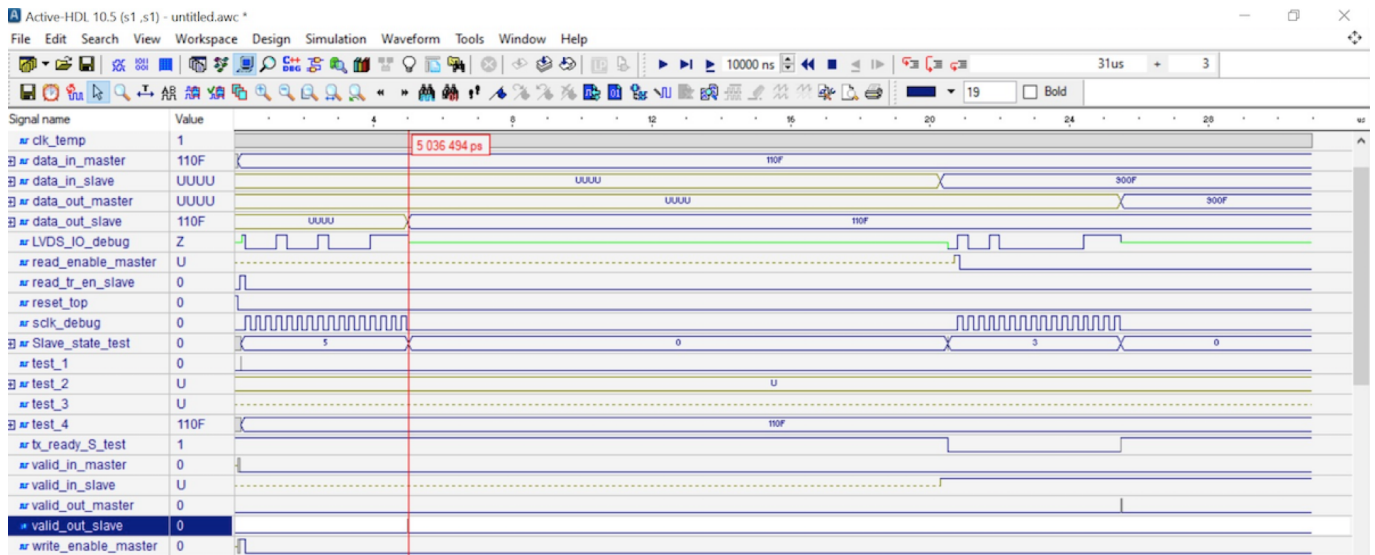 Active-HDL 10.5 (s1 ,s1) - untitled.awc *
File Edit Search View Workspace Design Simulation Waveform Tools Window Help
10000 ns 31us + 3
19 Bold
Signal name Value 4 8 12 16 20 24 28 us
clk_temp 1 5 036 494 ps
data_in_master 110F 110F
data_in_slave UUUU UUUU 900F
data_out_master UUUU UUUU 900F
data_out_slave 110F UUUU 110F
LVDS_IO_debug Z
read_enable_master U
read_tr_en_slave 0
reset_top 0
sclk_debug 0
Slave_state_test 0 5 0 3 0
test_1 0
test_2 U U
test_3 U
test_4 110F 110F
tx_ready_S_test 1
valid_in_master 0
valid_in_slave U
valid_out_master 0
valid_out_slave 0
write_enable_master 0